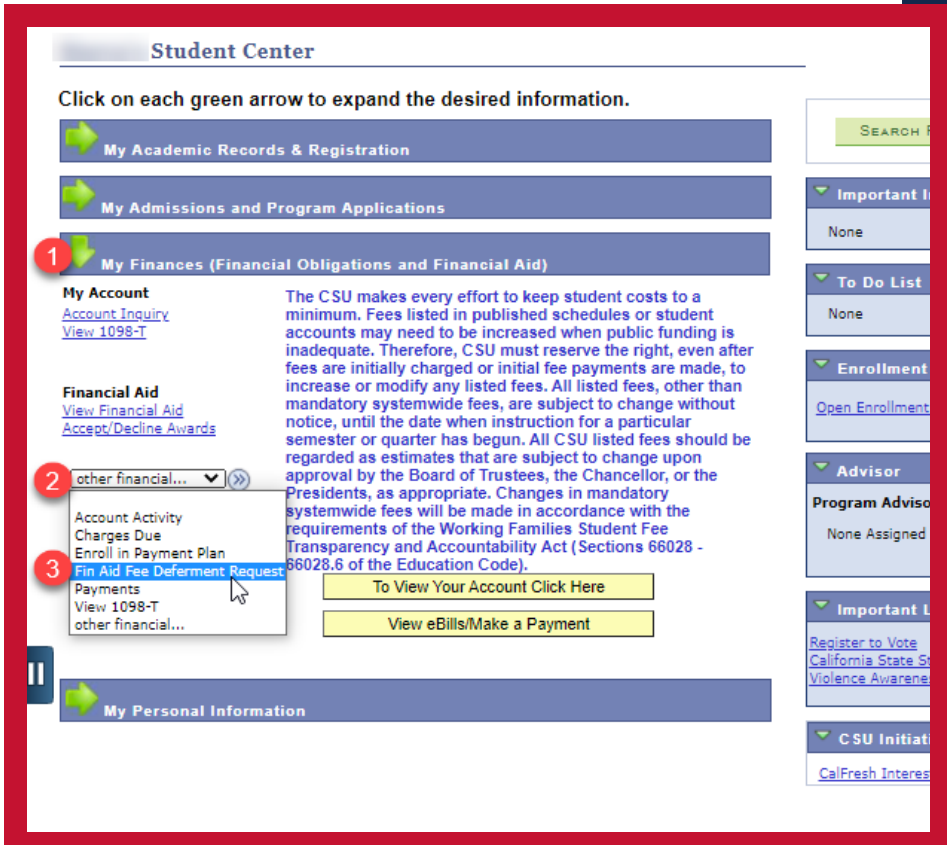 Student Center
Click on each green arrow to expand the desired information.
My Academic Records & Registration
My Admissions and Program Applications
1
My Finances (Financial Obligations and Financial Aid)
My Account
Account Inquiry
View 1098-T
Financial Aid
View Financial Aid
Accept/Decline Awards
2
other financial...
Account Activity
Charges Due
Enroll in Payment Plan
3
Fin Aid Fee Deferment Request
Payments
View 1098-T
other financial...
The CSU makes every effort to keep student costs to a
minimum. Fees listed in published schedules or student
accounts may need to be increased when public funding is
inadequate. Therefore, CSU must reserve the right, even after
fees are initially charged or initial fee payments are made, to
increase or modify any listed fees. All listed fees, other than
mandatory systemwide fees, are subject to change without
notice, until the date when instruction for a particular
semester or quarter has begun. All CSU listed fees should be
regarded as estimates that are subject to change upon
approval by the Board of Trustees, the Chancellor, or the
Presidents, as appropriate. Changes in mandatory
systemwide fees will be made in accordance with the
requirements of the Working Families Student Fee
Transparency and Accountability Act (Sections 66028 -
66028.6 of the Education Code).
To View Your Account Click Here
View eBills/Make a Payment
My Personal Information
SEARCH
Important
None
To Do List
None
Enrollment
Open Enrollment
Advisor
Program
None Assigned
Important
Register to Vote
California State
Violence
CSU
CalFresh